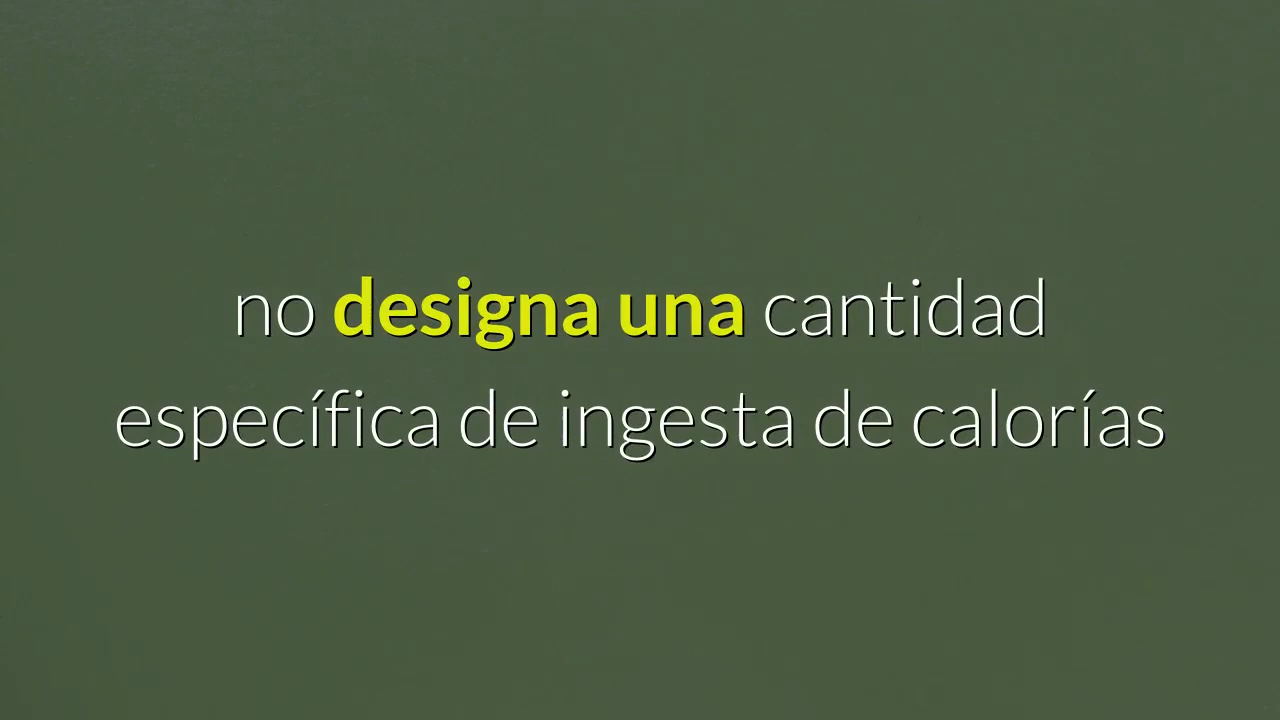 no designa una cantidad
específica de ingesta de calorías